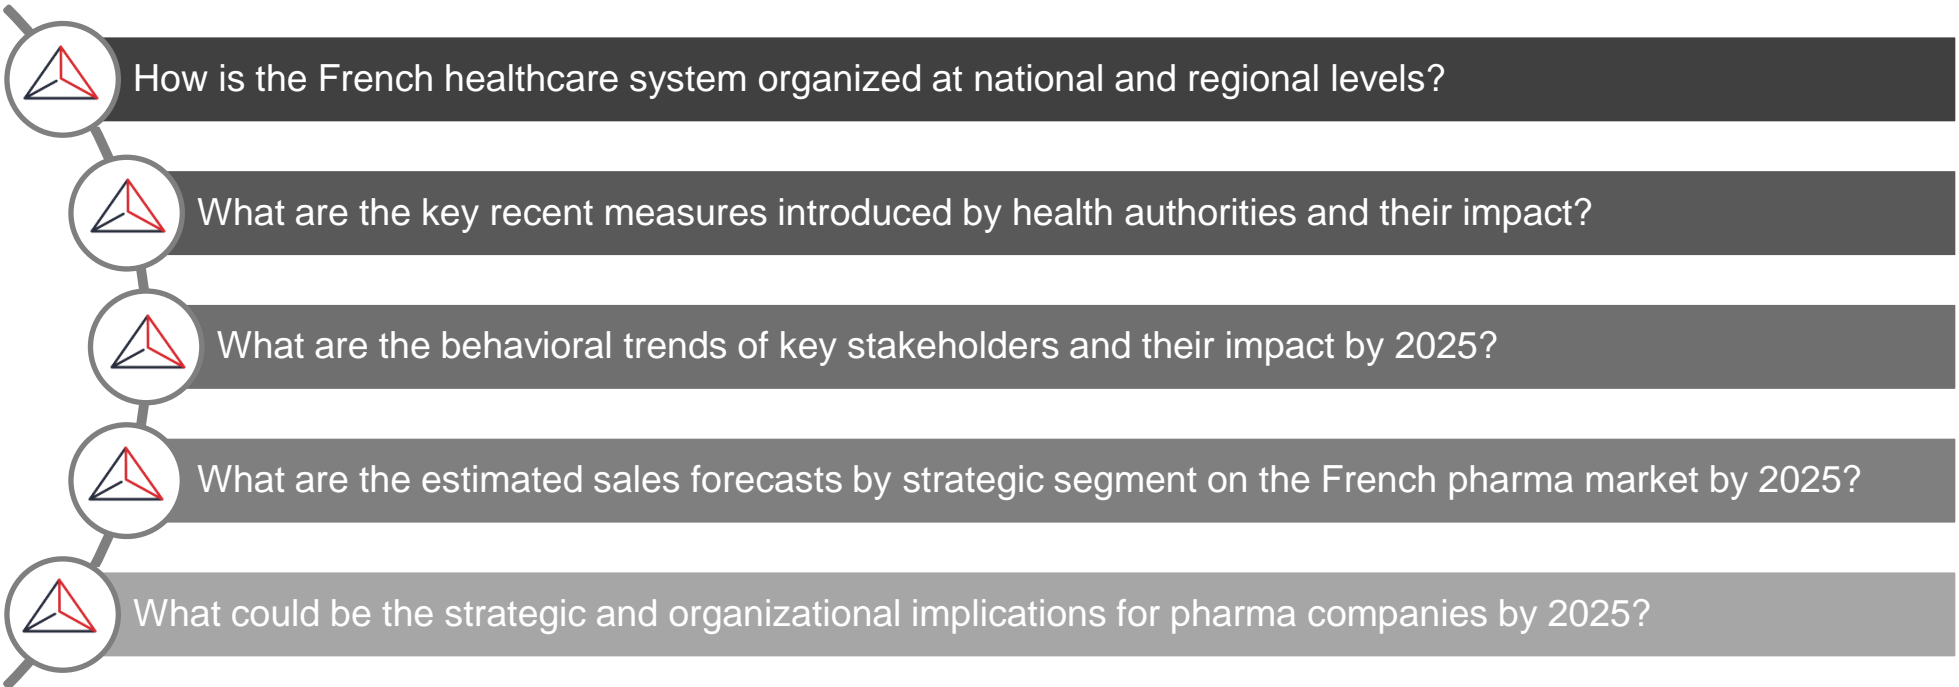 How is the French healthcare system organized at national and regional levels?
What are the key recent measures introduced by health authorities and their impact?
What are the behavioral trends of key stakeholders and their impact by 2025?
What are the estimated sales forecasts by strategic segment on the French pharma market by 2025?
What could be the strategic and organizational implications for pharma companies by 2025?